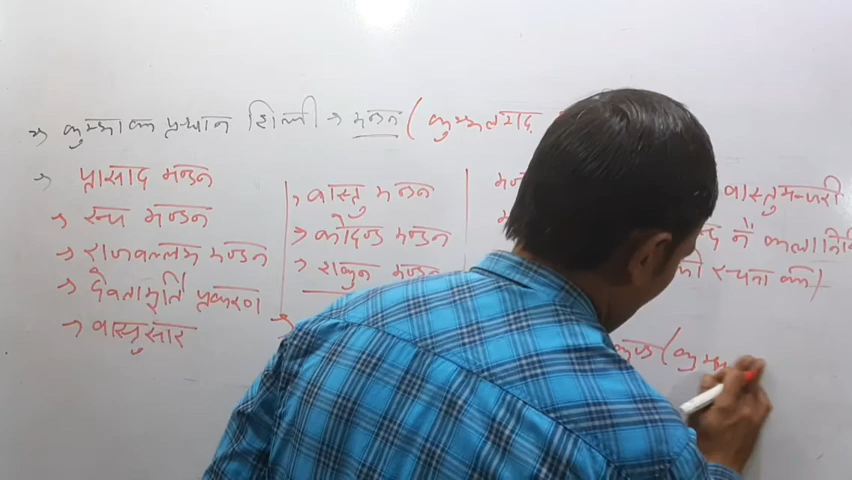 → कुम्भा का प्रधान शिल्पी → मण्डन (कुम्भलगढ़
→ प्रासाद मण्डन
→ रूप मण्डन
→ राजवल्लभ मण्डन
→ देवतामूर्ति प्रकरण
→ वास्तुसार
→ वास्तु मण्डन
→ कोदण्ड मण्डन
→ शकुन मण्डन
वास्तुमन्जरी
ने कलानिधि
की रचना की।
(कुम्भ